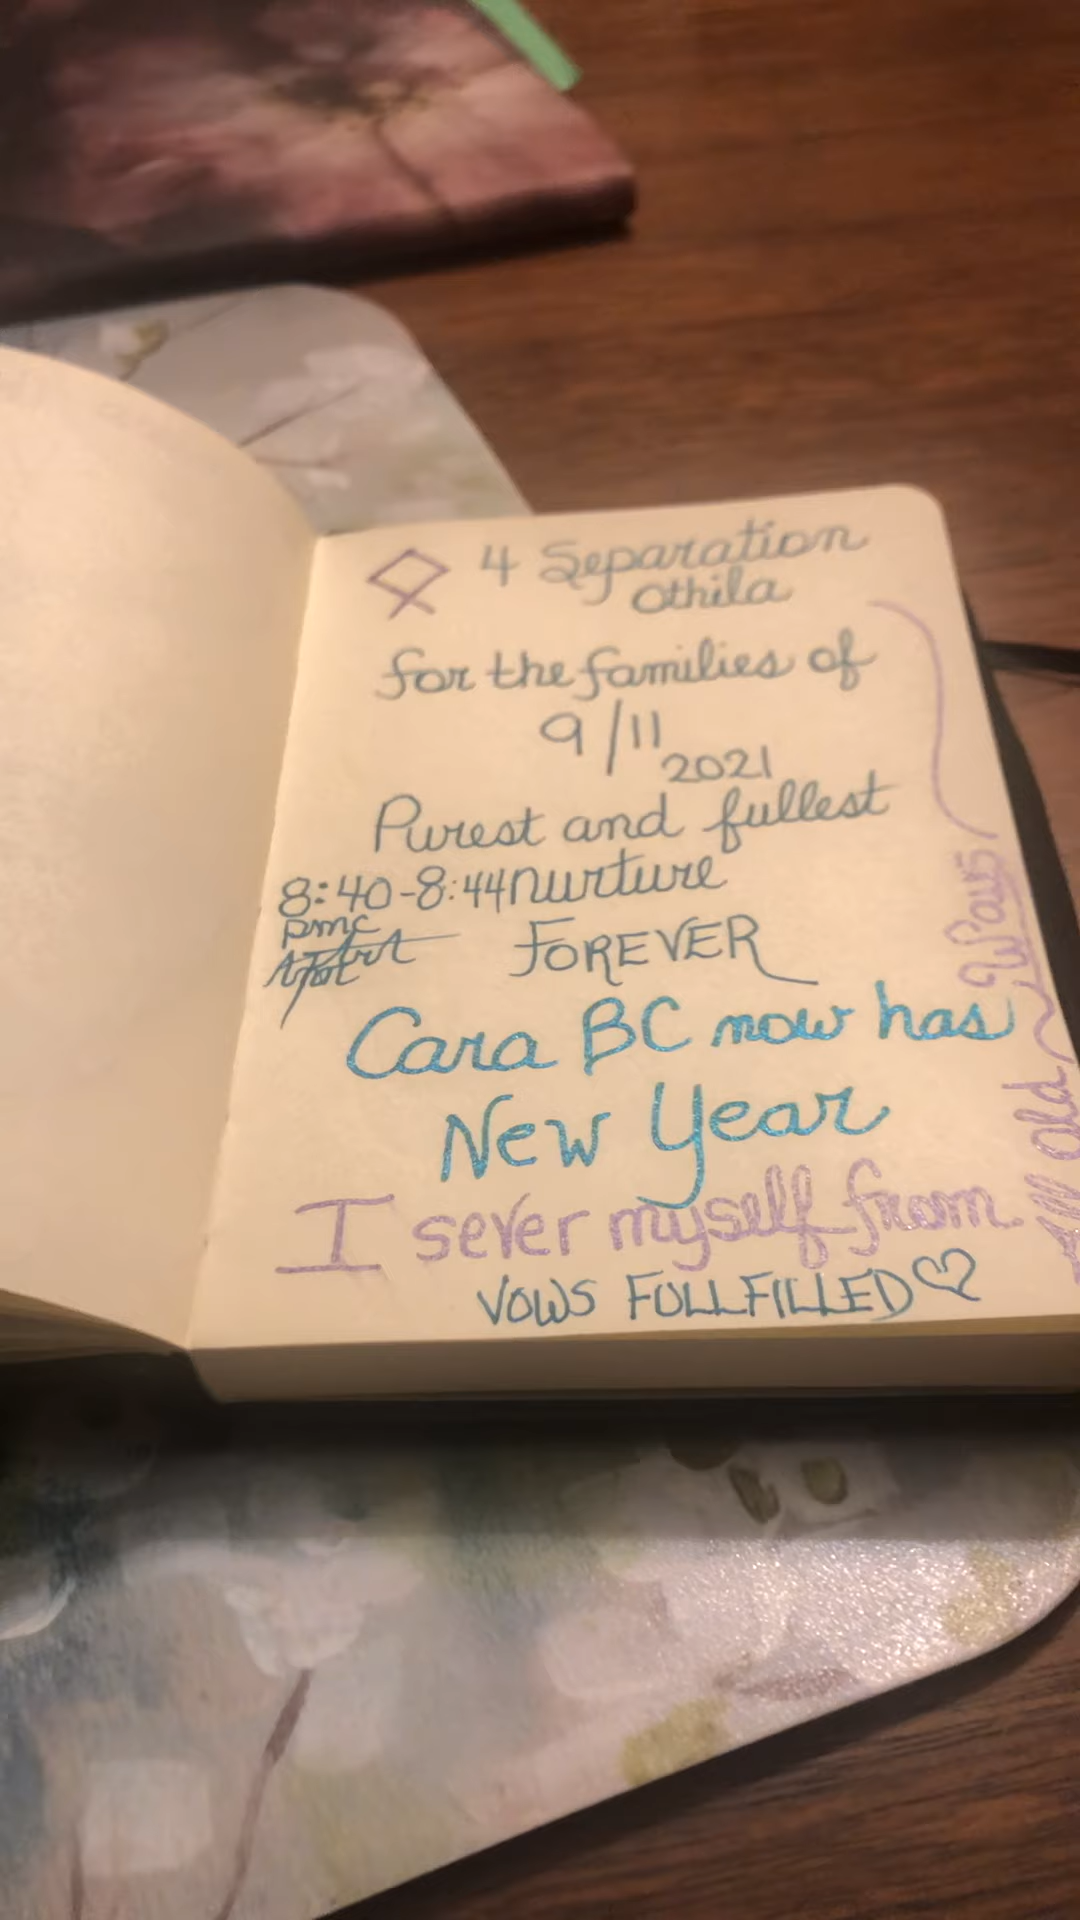 4 Separation
Othila
for the families of
9/11
2021
Purest and fullest
8:40-8:44 nurture
pmc
FOREVER
Cara BC now has
New Year
I sever myself from
All old
Ways
VOWS FULLFILLED♡